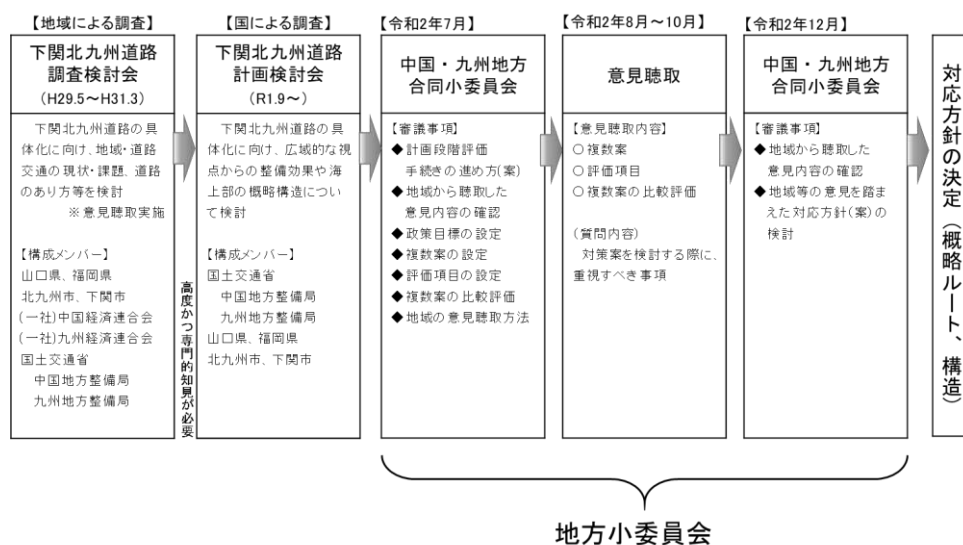 【地域による調査】
下関北九州道路
調査検討会
(H29.5～H31.3)
下関北九州道路の具
体化に向け、地域・道路
交通の現状・課題、道路
のあり方等を検討
※意見聴取実施
【構成メンバー】
山口県、福岡県
北九州市、下関市
(一社)中国経済連合会
(一社)九州経済連合会
国土交通省
中国地方整備局
九州地方整備局
高度かつ専門的知見が必要
【国による調査】
下関北九州道路
計画検討会
(R1.9～)
下関北九州道路の具
体化に向け、広域的な視
点からの整備効果や海
上部の概略構造につい
て検討
【構成メンバー】
国土交通省
中国地方整備局
九州地方整備局
山口県、福岡県
北九州市、下関市
【令和2年7月】
中国・九州地方
合同小委員会
【審議事項】
◆計画段階評価
手続きの進め方(案)
◆地域から聴取した
意見内容の確認
◆政策目標の設定
◆複数案の設定
◆評価項目の設定
◆複数案の比較評価
◆地域の意見聴取方法
【令和2年8月～10月】
意見聴取
【意見聴取内容】
○複数案
○評価項目
○複数案の比較評価
(質問内容)
対策案を検討する際に、
重視すべき事項
【令和2年12月】
中国・九州地方
合同小委員会
【審議事項】
◆地域から聴取した
意見内容の確認
◆地域等の意見を踏ま
えた対応方針(案)の
検討
対応方針の決定(概略ルート、構造)
地方小委員会